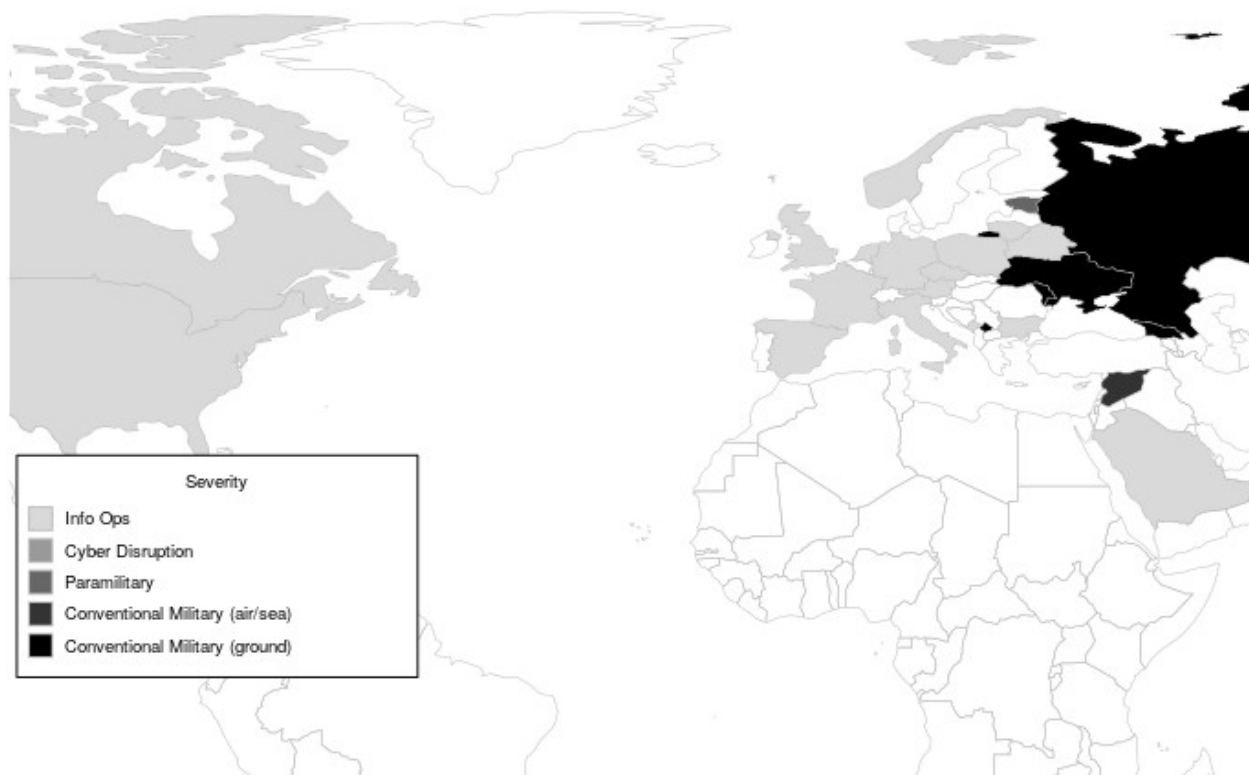 Severity
Info Ops
Cyber Disruption
Paramilitary
Conventional Military (air/sea)
Conventional Military (ground)